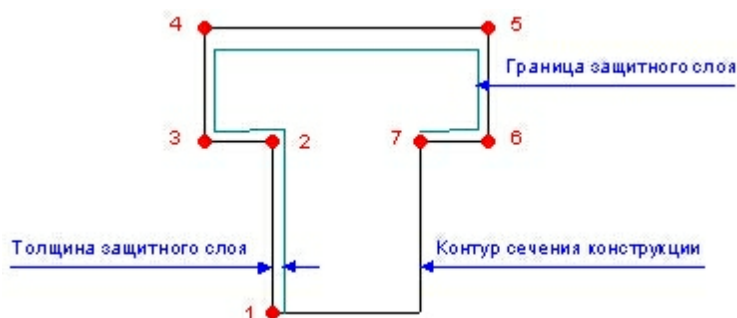 4
5
Граница защитного слоя
3
2
7
6
Толщина защитного слоя
Контур сечения конструкции
1